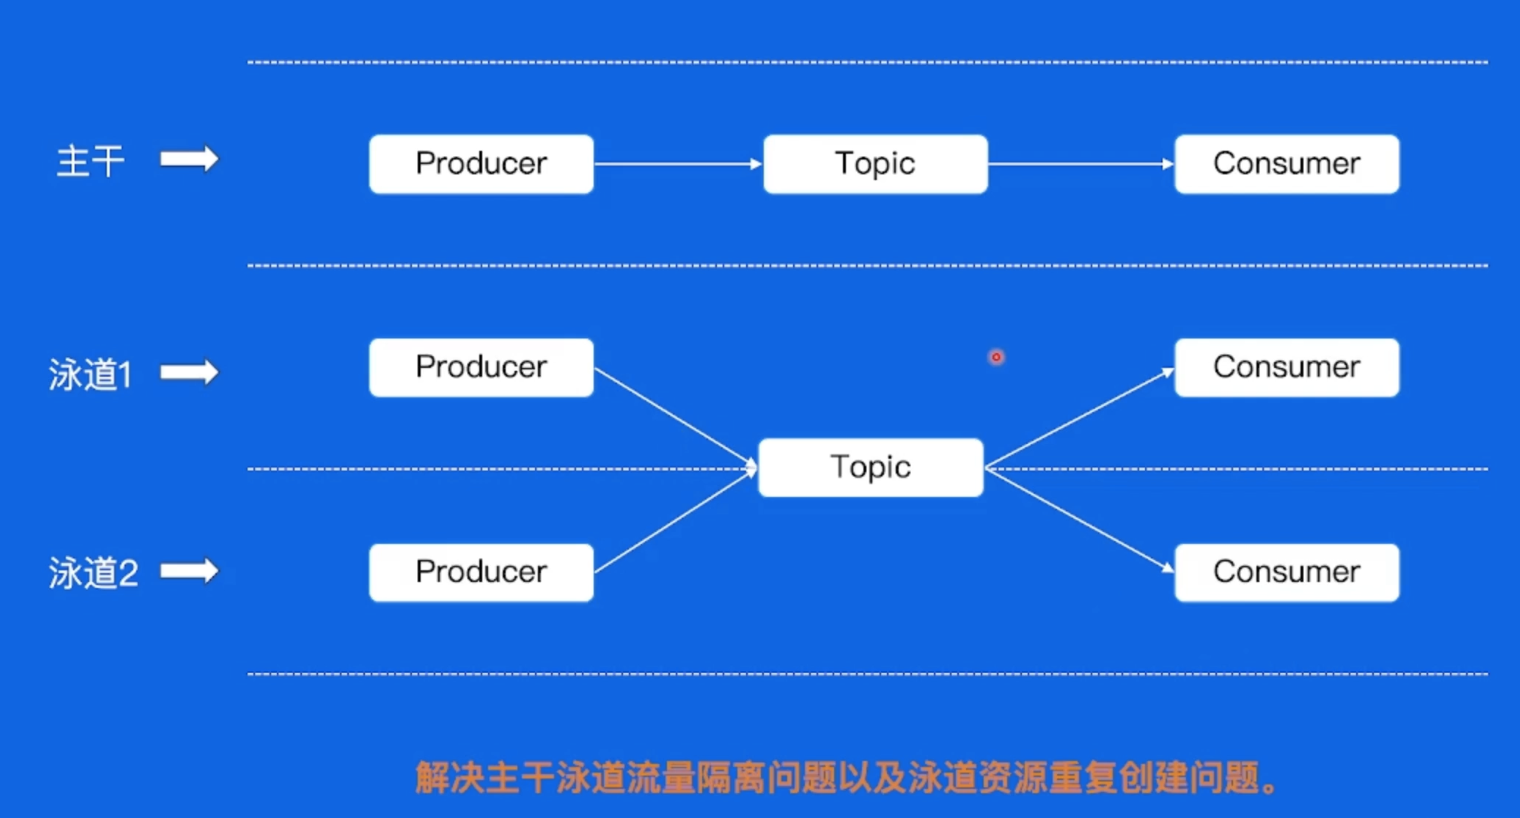 主干
Producer
Topic
Consumer
泳道1
Producer
Consumer
Topic
泳道2
Producer
Consumer
解决主干泳道流量隔离问题以及泳道资源重复创建问题。